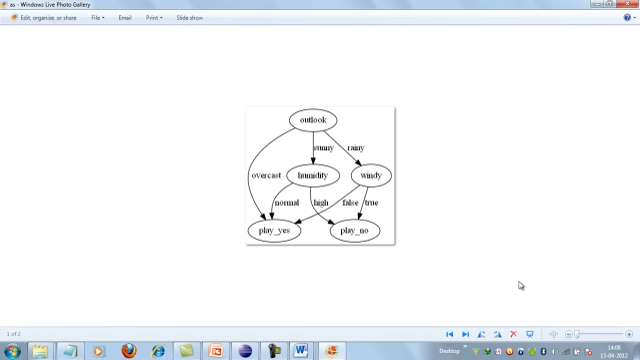 as - Windows Live Photo Gallery
Edit, organize, or share File Email Print Slide show
outlook
sunny rainy
overcast humidity windy
normal high false true
play_yes play_no
1 of 2
Desktop 14:08
13-04-2012